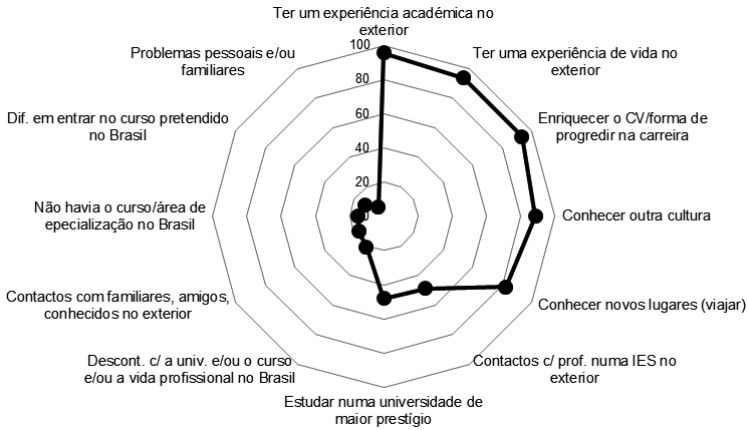 Ter um experiência académica no
exterior
Ter uma experiência de vida no
exterior
Enriquecer o CV/forma de
progredir na carreira
Conhecer outra cultura
Conhecer novos lugares (viajar)
Contactos c/ prof. numa IES no
exterior
Estudar numa universidade de
maior prestígio
Descont. c/ a univ. e/ou o curso
e/ou a vida profissional no Brasil
Contactos com familiares, amigos,
conhecidos no exterior
Não havia o curso/área de
epecialização no Brasil
Dif. em entrar no curso pretendido
no Brasil
Problemas pessoais e/ou
familiares
100
80
60
40
20
0